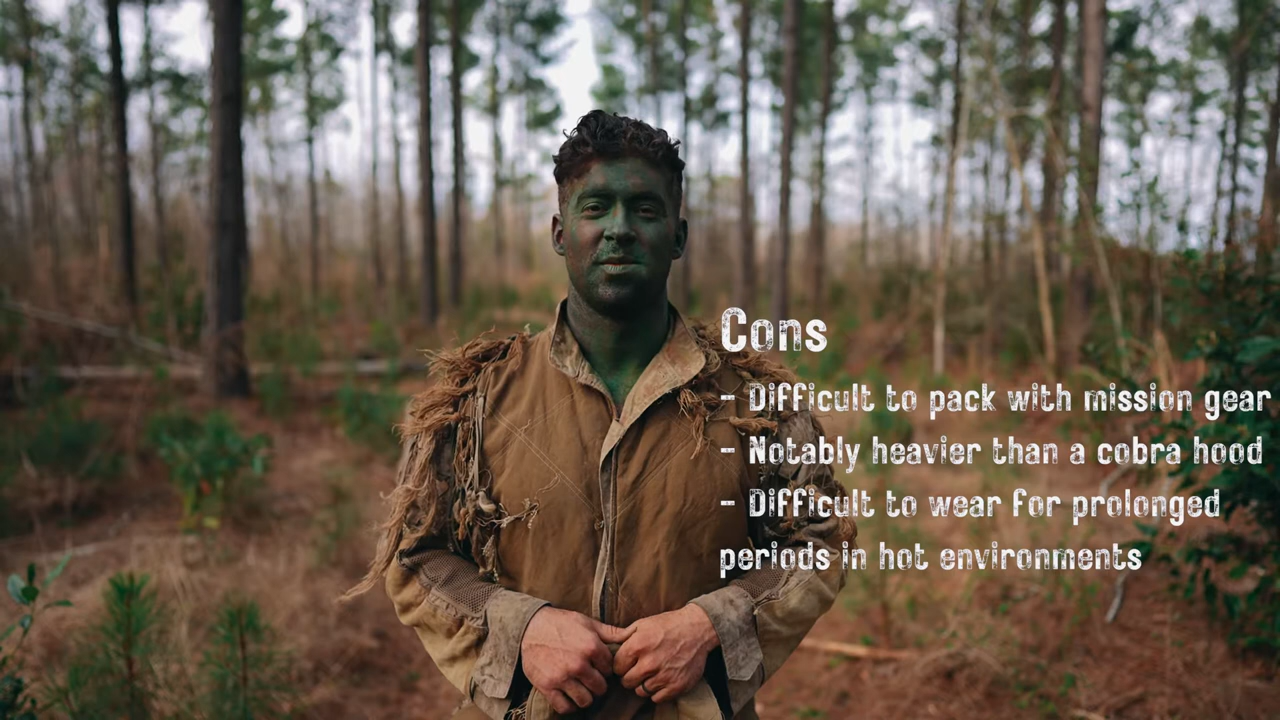 Cons
- Difficult to pack with mission gear
- Notably heavier than a cobra hood
- Difficult to wear for prolonged
periods in hot environments